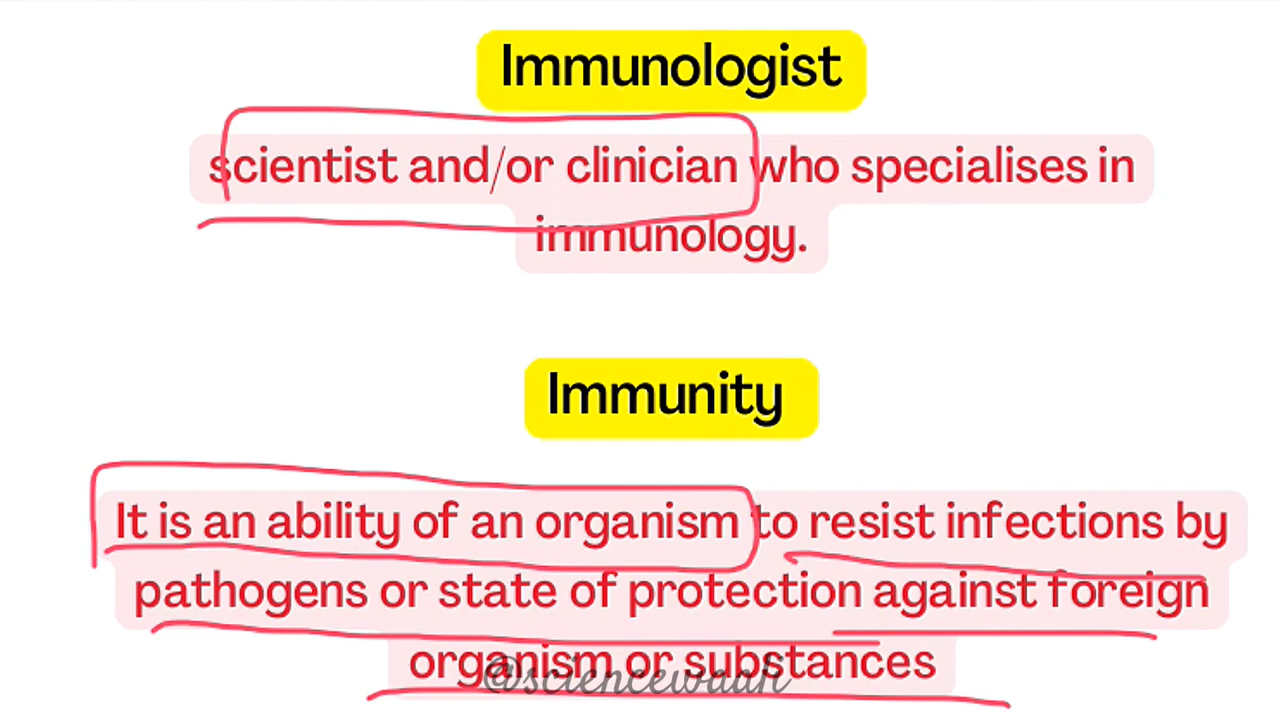 Immunologist
scientist and/or clinician who specialises in
immunology.
Immunity
It is an ability of an organism to resist infections by
pathogens or state of protection against foreign
organism or substances
@sciencewaah